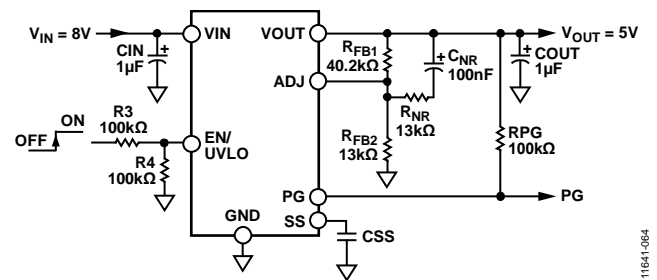 VIN = 8V
CIN
1µF
VIN
VOUT
RFB1
40.2kΩ
CNR
100nF
COUT
1µF
VOUT = 5V
ADJ
RNR
13kΩ
OFF
ON
R3
100kΩ
R4
100kΩ
EN/
UVLO
RFB2
13kΩ
RPG
100kΩ
PG
PG
SS
GND
CSS
11641-064